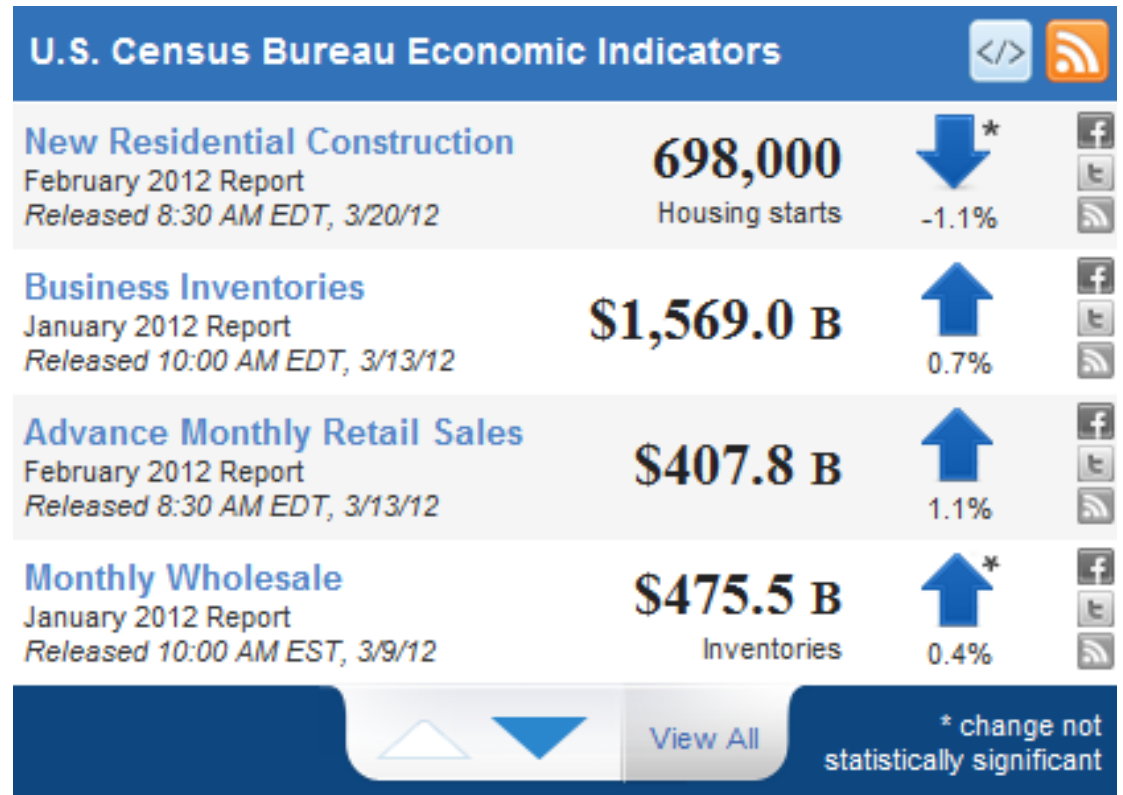 U.S. Census Bureau Economic Indicators </>
New Residential Construction
February 2012 Report
Released 8:30 AM EDT, 3/20/12
698,000
Housing starts
*
-1.1%
f
t
Business Inventories
January 2012 Report
Released 10:00 AM EDT, 3/13/12
$1,569.0 B
0.7%
f
t
Advance Monthly Retail Sales
February 2012 Report
Released 8:30 AM EDT, 3/13/12
$407.8 B
1.1%
f
t
Monthly Wholesale
January 2012 Report
Released 10:00 AM EST, 3/9/12
$475.5 B
Inventories
*
0.4%
f
t
View All
* change not
statistically significant